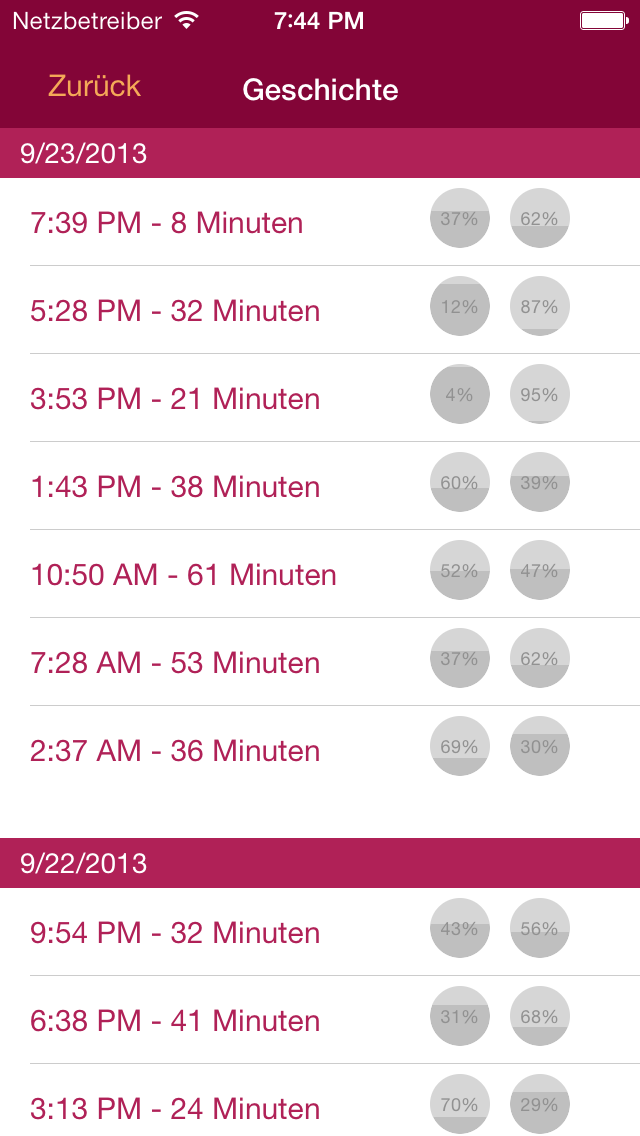 Netzbetreiber 7:44 PM
Zurück Geschichte
9/23/2013
7:39 PM - 8 Minuten 37% 62%
5:28 PM - 32 Minuten 12% 87%
3:53 PM - 21 Minuten 4% 95%
1:43 PM - 38 Minuten 60% 39%
10:50 AM - 61 Minuten 52% 47%
7:28 AM - 53 Minuten 37% 62%
2:37 AM - 36 Minuten 69% 30%
9/22/2013
9:54 PM - 32 Minuten 43% 56%
6:38 PM - 41 Minuten 31% 68%
3:13 PM - 24 Minuten 70% 29%